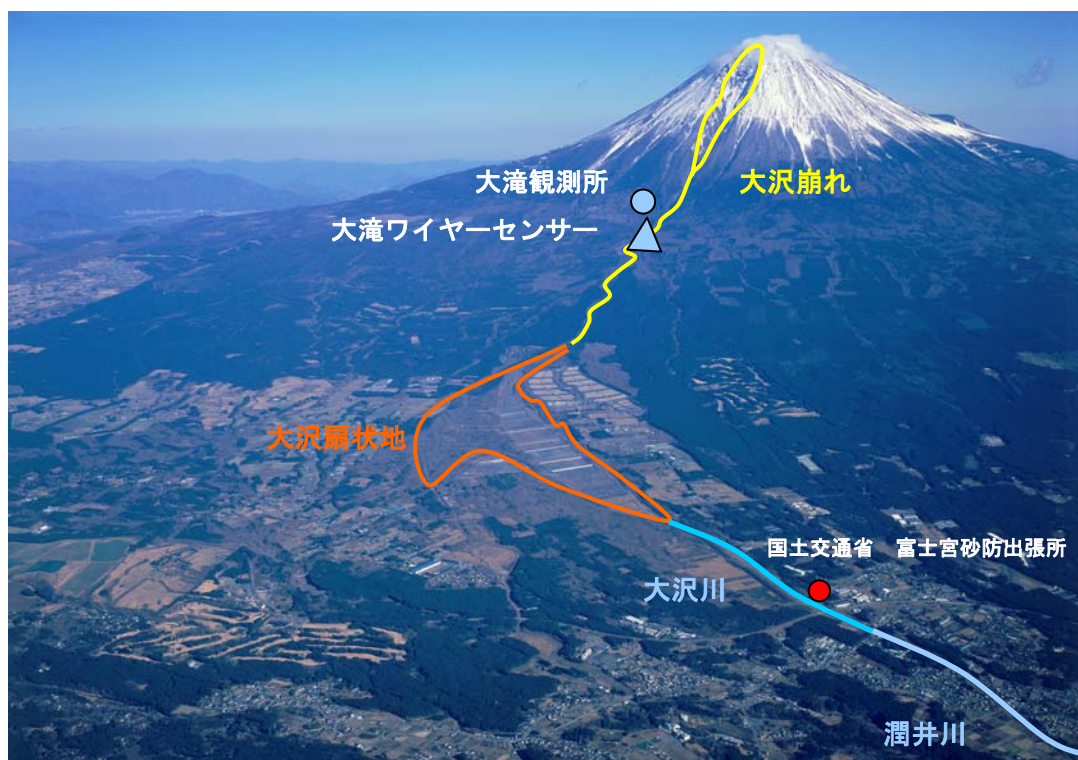 大滝観測所
大沢崩れ
大滝ワイヤーセンサー
大沢扇状地
国土交通省 富士宮砂防出張所
大沢川
潤井川